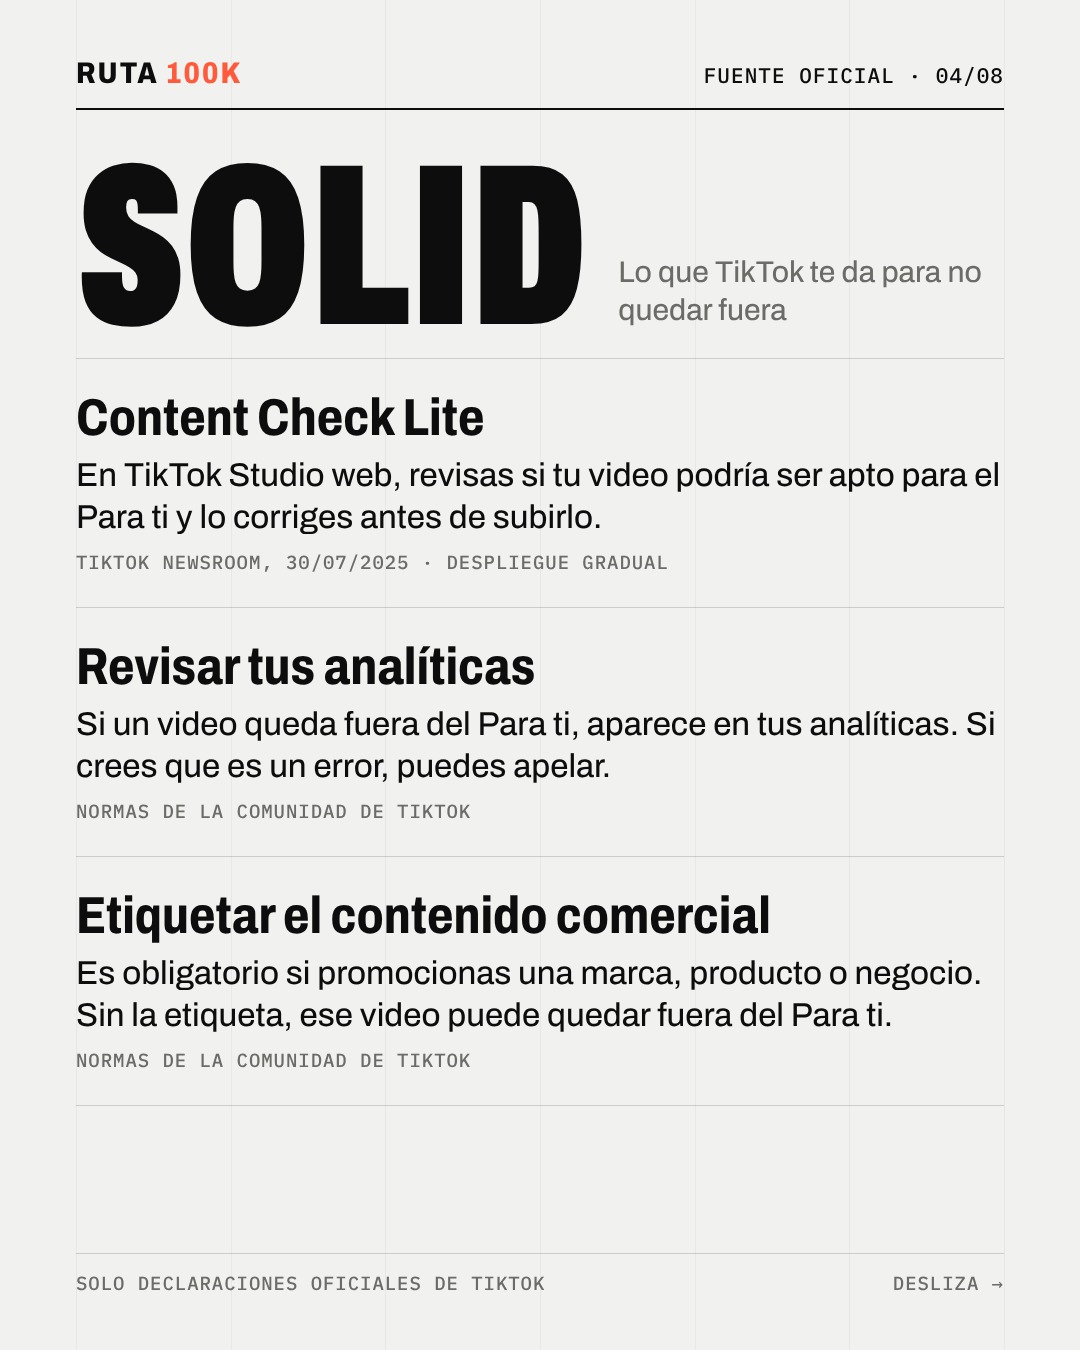 RUTA 100K
FUENTE OFICIAL · 04/08
SOLID
Lo que TikTok te da para no
quedar fuera
Content Check Lite
En TikTok Studio web, revisas si tu video podría ser apto para el
Para ti y lo corriges antes de subirlo.
TIKTOK NEWSROOM, 30/07/2025 · DESPLIEGUE GRADUAL
Revisar tus analíticas
Si un video queda fuera del Para ti, aparece en tus analíticas. Si
crees que es un error, puedes apelar.
NORMAS DE LA COMUNIDAD DE TIKTOK
Etiquetar el contenido comercial
Es obligatorio si promocionas una marca, producto o negocio.
Sin la etiqueta, ese video puede quedar fuera del Para ti.
NORMAS DE LA COMUNIDAD DE TIKTOK
SOLO DECLARACIONES OFICIALES DE TIKTOK
DESLIZA →